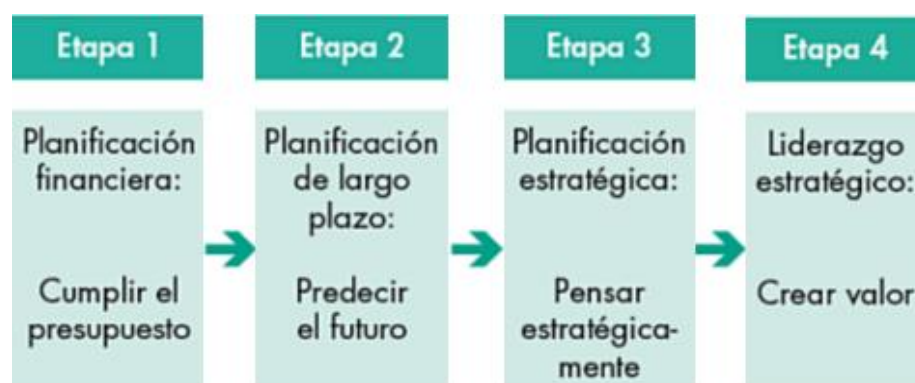 Etapa 1
Planificación
financiera:
Cumplir el
presupuesto
Etapa 2
Planificación
de largo
plazo:
Predecir
el futuro
Etapa 3
Planificación
estratégica:
Pensar
estratégica-
mente
Etapa 4
Liderazgo
estratégico:
Crear valor